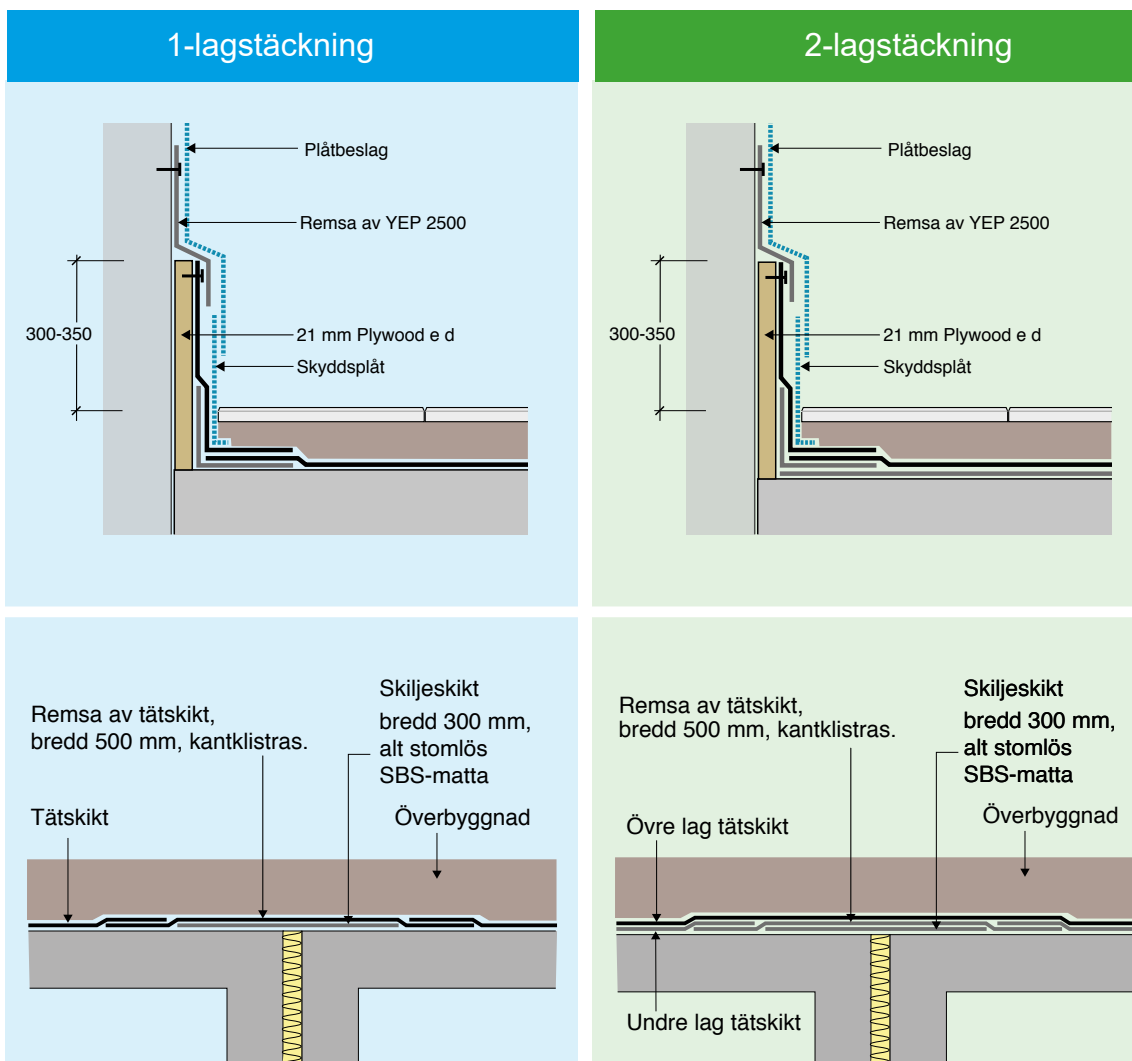 1-lagstäckning
2-lagstäckning
Plåtbeslag
Remsa av YEP 2500
300-350
21 mm Plywood e d
Skyddsplåt
Plåtbeslag
Remsa av YEP 2500
300-350
21 mm Plywood e d
Skyddsplåt
Remsa av tätskikt,
bredd 500 mm, kantklistras.
Skiljeskikt
bredd 300 mm,
alt stomlös
SBS-matta
Tätskikt
Överbyggnad
Remsa av tätskikt,
bredd 500 mm, kantklistras.
Skiljeskikt
bredd 300 mm,
alt stomlös
SBS-matta
Övre lag tätskikt
Överbyggnad
Undre lag tätskikt